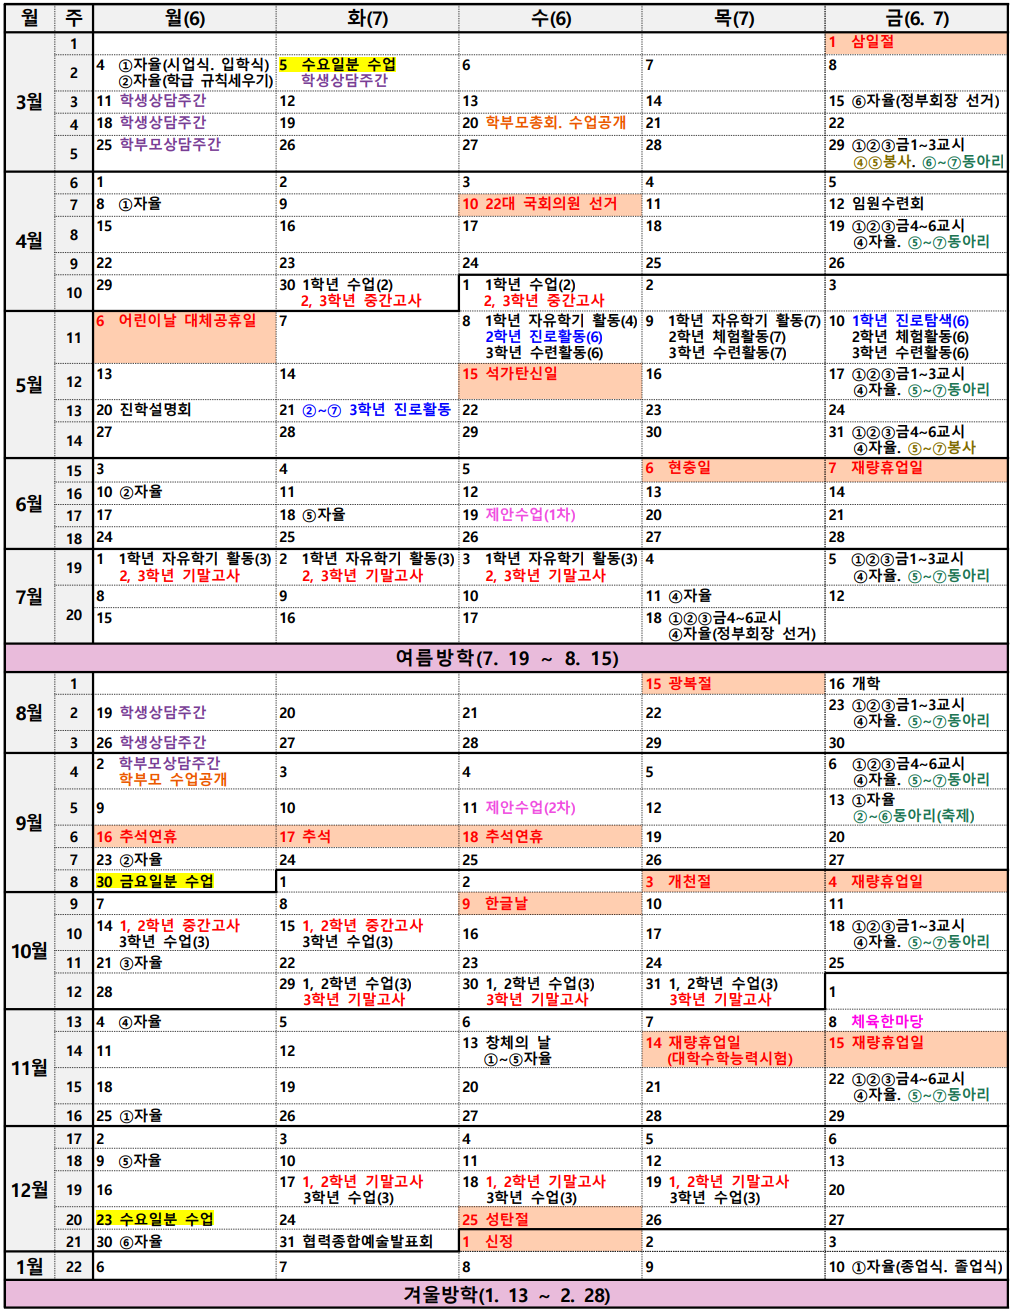 월 주 월(6) 화(7) 수(6) 목(7) 금(6. 7)
3월
1 1 삼일절
2 4 ①자율(시업식. 입학식) 5 수요일분 수업 6 7 8
②자율(학급 규칙세우기) 학생상담주간
3 11 학생상담주간 12 13 14 15 ⑥자율(정부회장 선거)
4 18 학생상담주간 19 20 학부모총회. 수업공개 21 22
5 25 학부모상담주간 26 27 28 29 ①②③금1~3교시
④⑤봉사. ⑥~⑦동아리
4월
6 1 2 3 4 5
7 8 ①자율 9 10 22대 국회의원 선거 11 12 임원수련회
8 15 16 17 18 19 ①②③금4~6교시
④자율. ⑤~⑦동아리
9 22 23 24 25 26
10 29 30 1학년 수업(2) 1 1학년 수업(2) 2 3
2, 3학년 중간고사 2, 3학년 중간고사
5월
11 6 어린이날 대체공휴일 7 8 1학년 자유학기 활동(4) 9 1학년 자유학기 활동(7) 10 1학년 진로탐색(6)
2학년 진로활동(6) 2학년 체험활동(7) 2학년 체험활동(6)
3학년 수련활동(6) 3학년 수련활동(7) 3학년 수련활동(6)
12 13 14 15 석가탄신일 16 17 ①②③금1~3교시
④자율. ⑤~⑦동아리
13 20 진학설명회 21 ②~⑦ 3학년 진로활동 22 23 24
14 27 28 29 30 31 ①②③금4~6교시
④자율. ⑤~⑦봉사
6월
15 3 4 5 6 현충일 7 재량휴업일
16 10 ②자율 11 12 13 14
17 17 18 ⑤자율 19 제안수업(1차) 20 21
18 24 25 26 27 28
7월
19 1 1학년 자유학기 활동(3) 2 1학년 자유학기 활동(3) 3 1학년 자유학기 활동(3) 4 5 ①②③금1~3교시
2, 3학년 기말고사 2, 3학년 기말고사 2, 3학년 기말고사 ④자율. ⑤~⑦동아리
20 8 9 10 11 ④자율 12
15 16 17 18 ①②③금4~6교시
④자율(정부회장 선거)
여름방학(7. 19 ~ 8. 15)
8월
1 15 광복절 16 개학
2 19 학생상담주간 20 21 22 23 ①②③금1~3교시
④자율. ⑤~⑦동아리
3 26 학생상담주간 27 28 29 30
9월
4 2 학부모상담주간 3 4 5 6 ①②③금4~6교시
학부모 수업공개 ④자율. ⑤~⑦동아리
5 9 10 11 제안수업(2차) 12 13 ①자율
②~⑥동아리(축제)
6 16 추석연휴 17 추석 18 추석연휴 19 20
7 23 ②자율 24 25 26 27
8 30 금요일분 수업 1 2 3 개천절 4 재량휴업일
10월
9 7 8 9 한글날 10 11
10 14 1, 2학년 중간고사 15 1, 2학년 중간고사 16 17 18 ①②③금1~3교시
3학년 수업(3) 3학년 수업(3) ④자율. ⑤~⑦동아리
11 21 ③자율 22 23 24 25
12 28 29 1, 2학년 수업(3) 30 1, 2학년 수업(3) 31 1, 2학년 수업(3) 1
3학년 기말고사 3학년 기말고사 3학년 기말고사
11월
13 4 ④자율 5 6 7 8 체육한마당
14 11 12 13 창체의 날 14 재량휴업일 15 재량휴업일
①~⑤자율 (대학수학능력시험)
15 18 19 20 21 22 ①②③금4~6교시
④자율. ⑤~⑦동아리
16 25 ①자율 26 27 28 29
12월
17 2 3 4 5 6
18 9 ⑤자율 10 11 12 13
19 16 17 1, 2학년 기말고사 18 1, 2학년 기말고사 19 1, 2학년 기말고사 20
3학년 수업(3) 3학년 수업(3) 3학년 수업(3)
20 23 수요일분 수업 24 25 성탄절 26 27
21 30 ⑥자율 31 협력종합예술발표회 1 신정 2 3
1월 22 6 7 8 9 10 ①자율(종업식. 졸업식)
겨울방학(1. 13 ~ 2. 28)